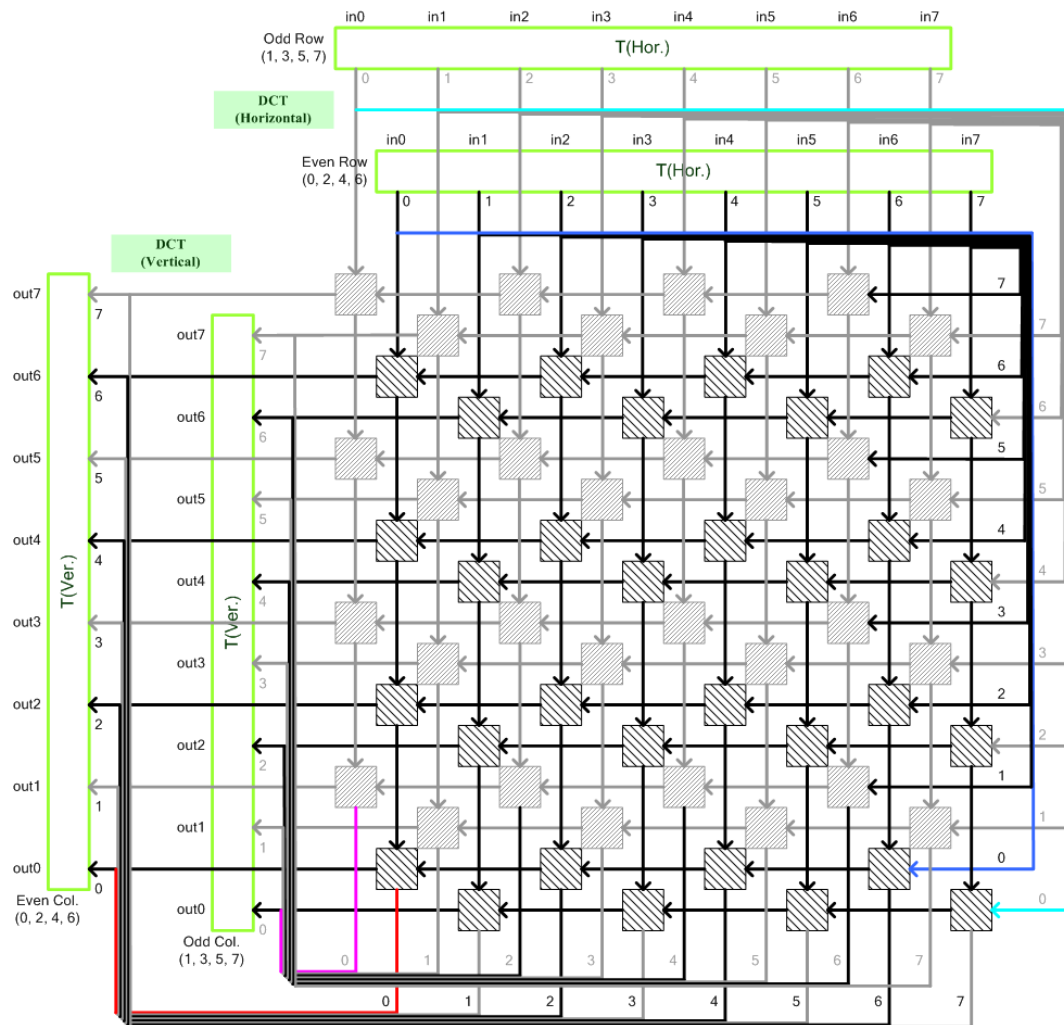 in0 in1 in2 in3 in4 in5 in6 in7
Odd Row
(1, 3, 5, 7)
T(Hor.)
0 1 2 3 4 5 6 7
DCT
(Horizontal)
in0 in1 in2 in3 in4 in5 in6 in7
Even Row
(0, 2, 4, 6)
T(Hor.)
0 1 2 3 4 5 6 7
DCT
(Vertical)
out7 7
7
out7 7
7
out6 6
6
out6 6
6
out5 5
5
out5 5
5
out4 4
4
out4 4
4
T(Ver.)
T(Ver.)
out3 3
3
out3 3
3
out2 2
2
out2 2
2
out1 1
1
out1 1
1
out0 0
0
Even Col.
(0, 2, 4, 6)
out0 0
0
Odd Col.
(1, 3, 5, 7)
0 1 2 3 4 5 6 7
0 1 2 3 4 5 6 7